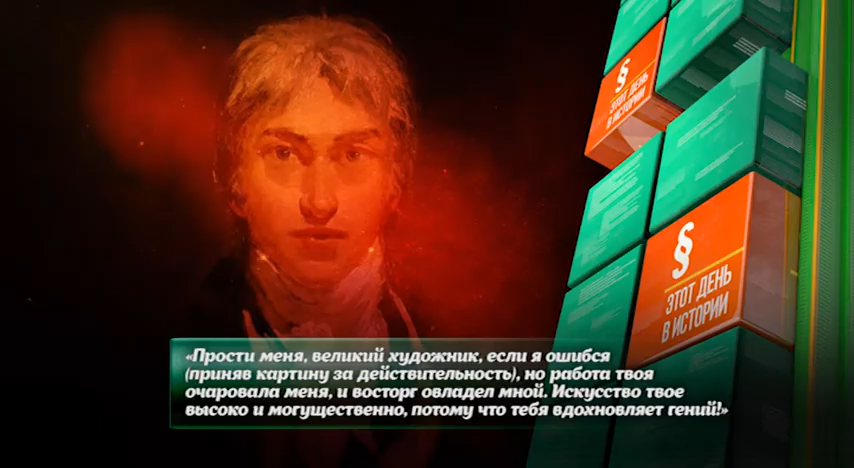 §
ЭТОТ ДЕНЬ
В ИСТОРИИ
§
ЭТОТ ДЕНЬ
В ИСТОРИИ
«Прости меня, великий художник, если я ошибся
(приняв картину за действительность), но работа твоя
очаровала меня, и восторг овладел мной. Искусство твое
высоко и могущественно, потому что тебя вдохновляет гений!»